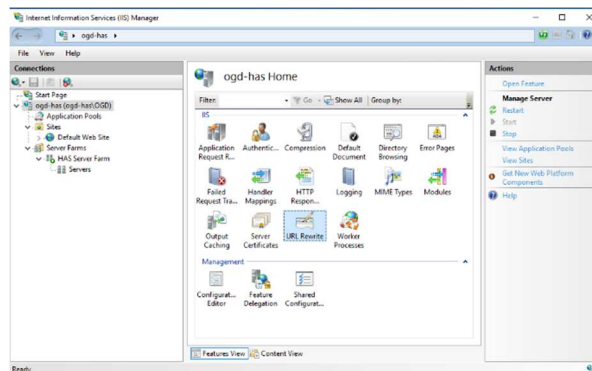 Internet Information Services (IIS) Manager
ogd-has
File View Help
Connections
Start Page
ogd-has (ogd-has\OGD)
Application Pools
Sites
Default Web Site
Server Farms
HAS Server Farm
Servers
ogd-has Home
Filter: Go Show All Group by:
IIS
Application Request R...
Authentic...
Compression
Default Document
Directory Browsing
Error Pages
Failed Request Tra...
Handler Mappings
HTTP Respon...
Logging
MIME Types
Modules
Output Caching
Server Certificates
URL Rewrite
Worker Processes
Management
Configurat... Editor
Feature Delegation
Shared Configurat...
Features View Content View
Actions
Open Feature
Manage Server
Restart
Start
Stop
View Application Pools
View Sites
Get New Web Platform Components
Help
Ready